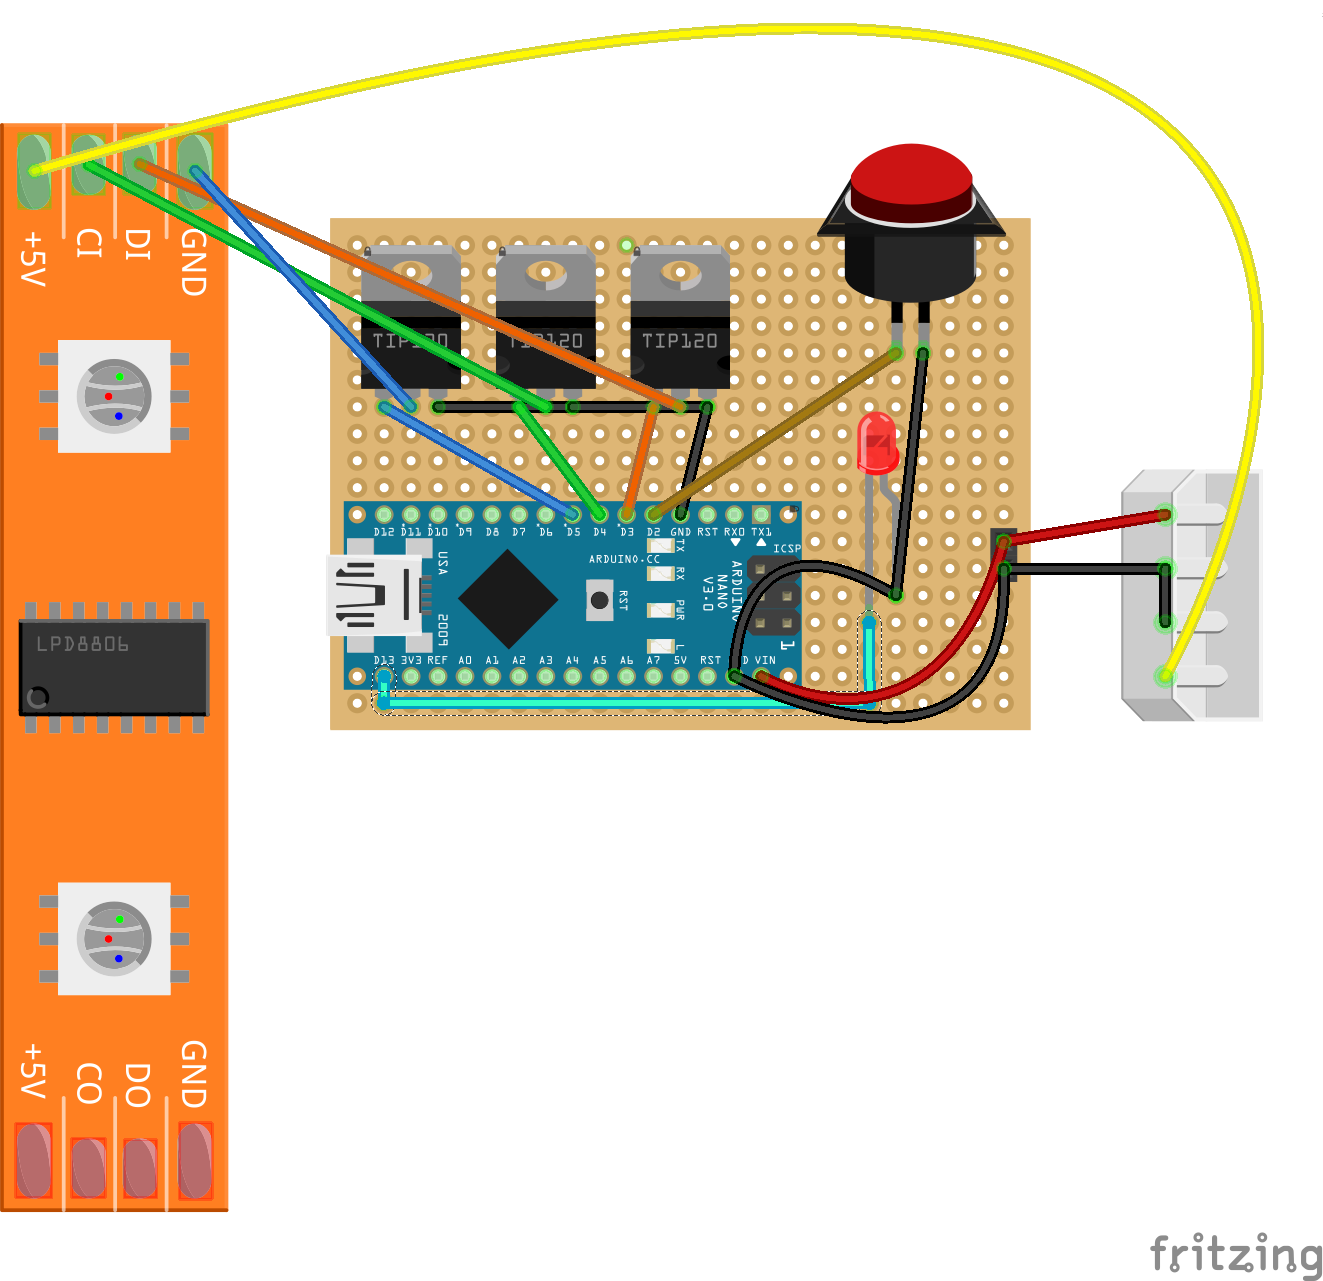 +5V
CI
DI
GND
TIP120
TIP120
TIP120
D12
D11
D10
D9
D8
D7
D6
D5
D4
D3
D2
GND
RST
RX0
TX1
ARDUINO.CC
ICSP
USA
2009
RST
TX
RX
PWR
L
ARDUINO
NANO
V3.0
1
D13
3V3
REF
A0
A1
A2
A3
A4
A5
A6
A7
5V
RST
VIN
LPD8806
+5V
CO
DO
GND
fritzing